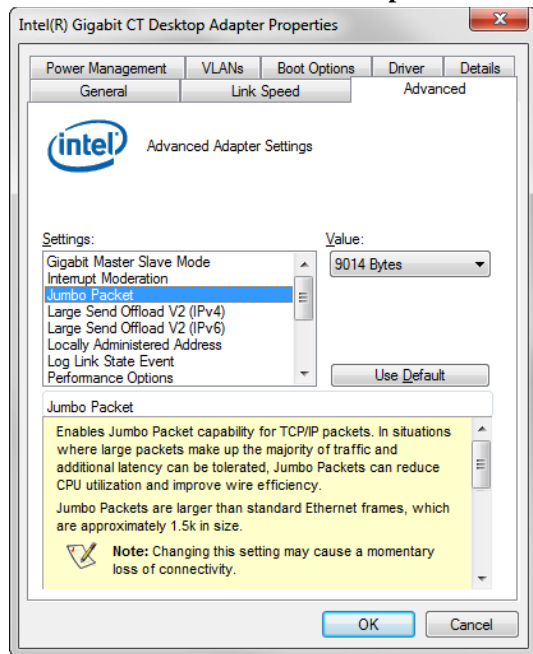 Intel(R) Gigabit CT Desktop Adapter Properties
Power Management VLANs Boot Options Driver Details
General Link Speed Advanced
intel Advanced Adapter Settings
Settings: Value:
Gigabit Master Slave Mode 9014 Bytes
Interrupt Moderation
Jumbo Packet
Large Send Offload V2 (IPv4)
Large Send Offload V2 (IPv6)
Locally Administered Address
Log Link State Event
Performance Options Use Default
Jumbo Packet
Enables Jumbo Packet capability for TCP/IP packets. In situations
where large packets make up the majority of traffic and
additional latency can be tolerated, Jumbo Packets can reduce
CPU utilization and improve wire efficiency.
Jumbo Packets are larger than standard Ethernet frames, which
are approximately 1.5k in size.
Note: Changing this setting may cause a momentary
loss of connectivity.
OK Cancel